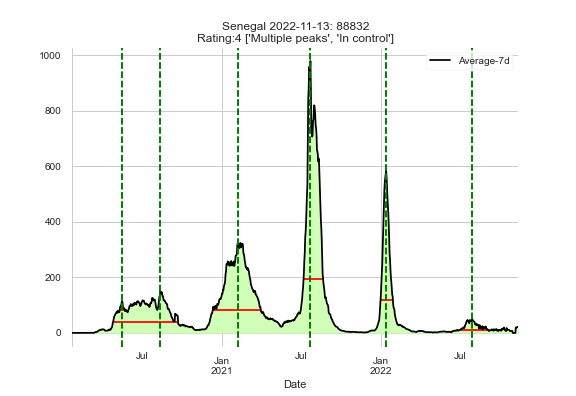 Senegal 2022-11-13: 88832
Rating:4 ['Multiple peaks', 'In control']
1000
Average-7d
800
600
400
200
0
Jul
Jan
2021
Jul
Jan
2022
Jul
Date